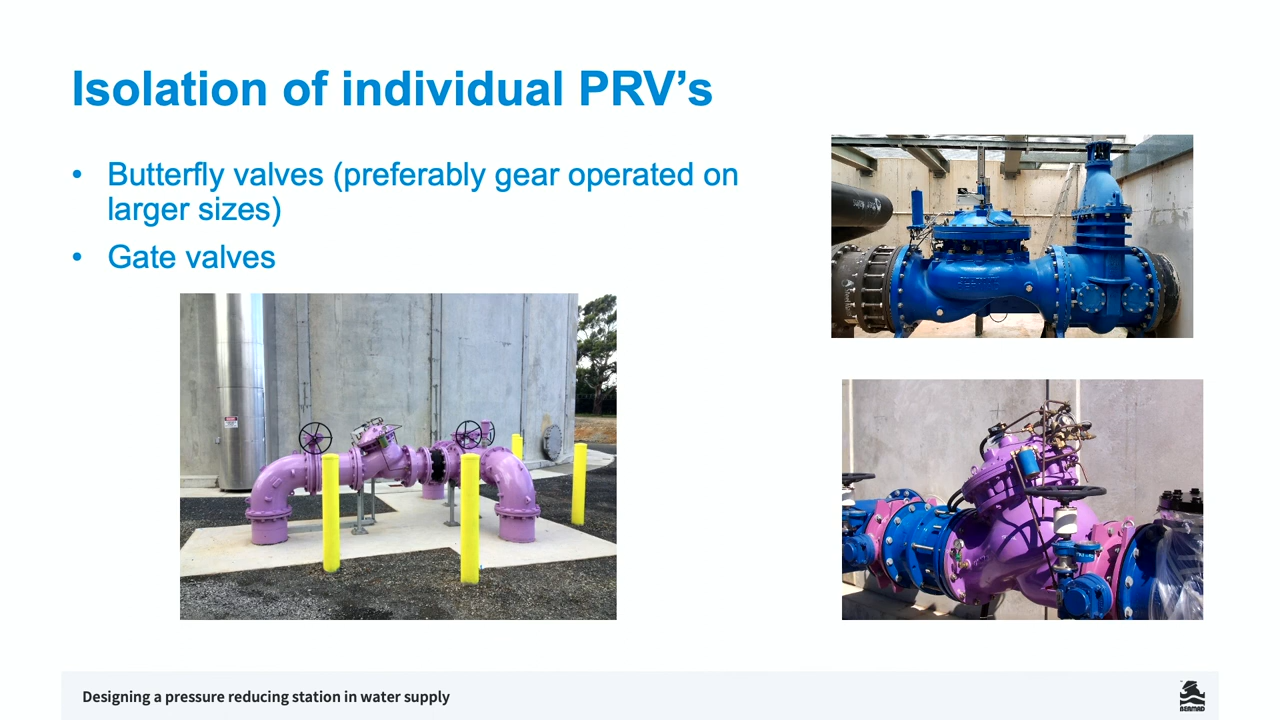 Isolation of individual PRV’s
• Butterfly valves (preferably gear operated on
larger sizes)
• Gate valves
Designing a pressure reducing station in water supply
BERMAD